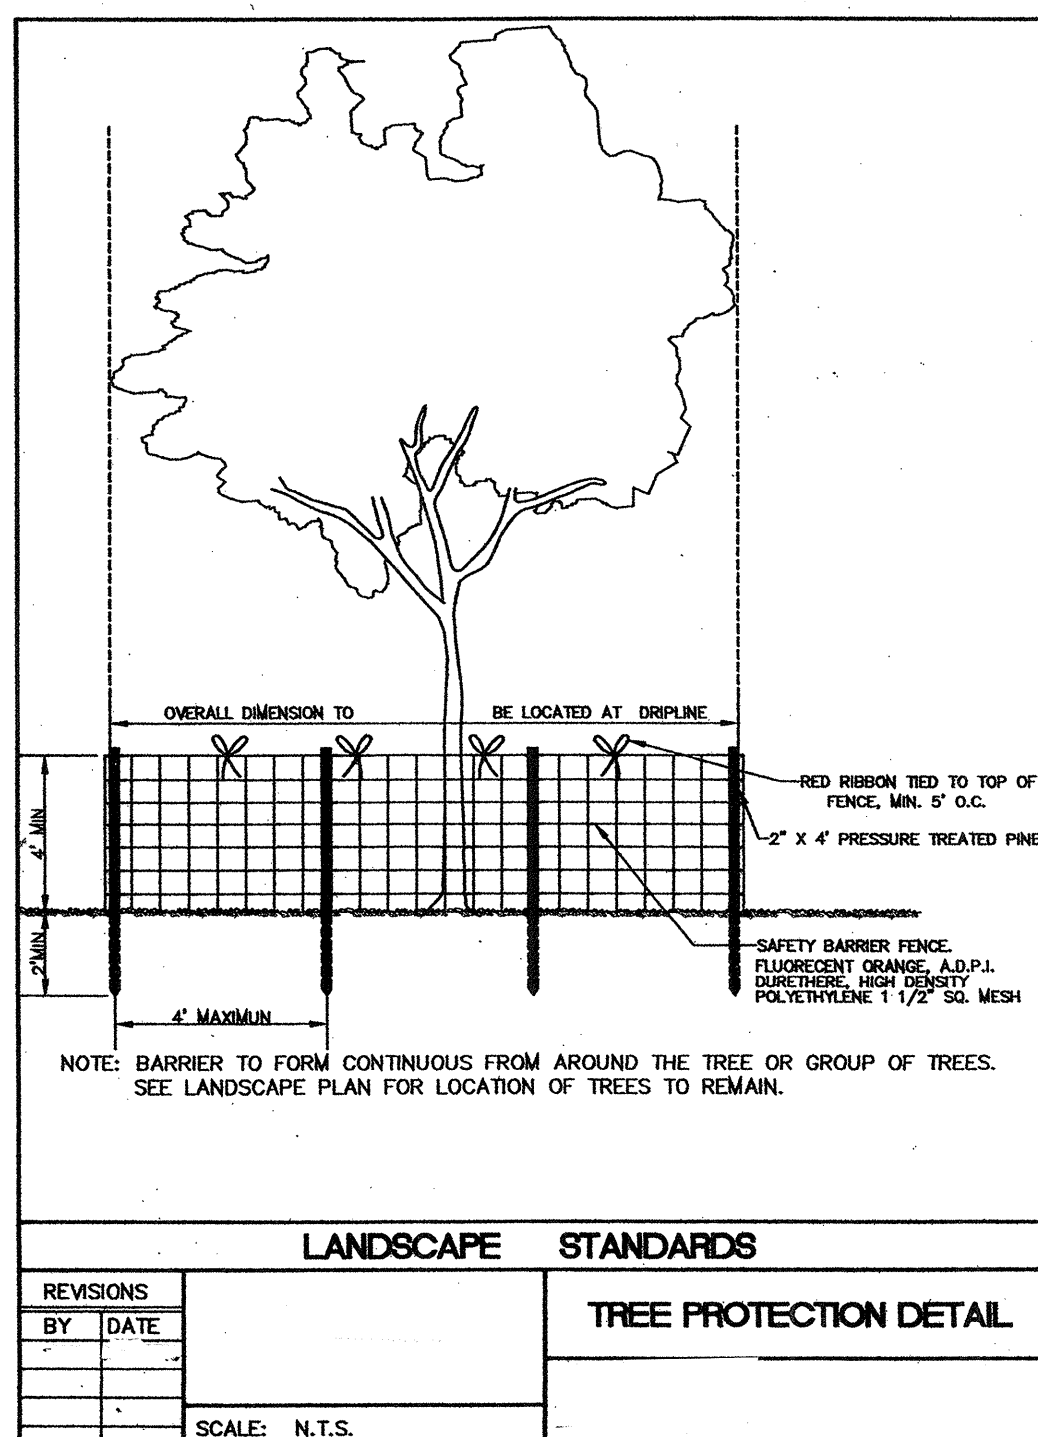 OVERALL DIMENSION TO BE LOCATED AT DRIPLINE
RED RIBBON TIED TO TOP OF
FENCE, MIN. 5' O.C.
2" X 4' PRESSURE TREATED PINE
4' MIN
2'MIN
SAFETY BARRIER FENCE.
FLUORECENT ORANGE, A.D.P.I.
DURETHERE, HIGH DENSITY
POLYETHYLENE 1 1/2" SQ. MESH
4' MAXIMUN
NOTE: BARRIER TO FORM CONTINUOUS FROM AROUND THE TREE OR GROUP OF TREES.
SEE LANDSCAPE PLAN FOR LOCATION OF TREES TO REMAIN.
LANDSCAPE STANDARDS
REVISIONS
BY DATE
TREE PROTECTION DETAIL
SCALE: N.T.S.